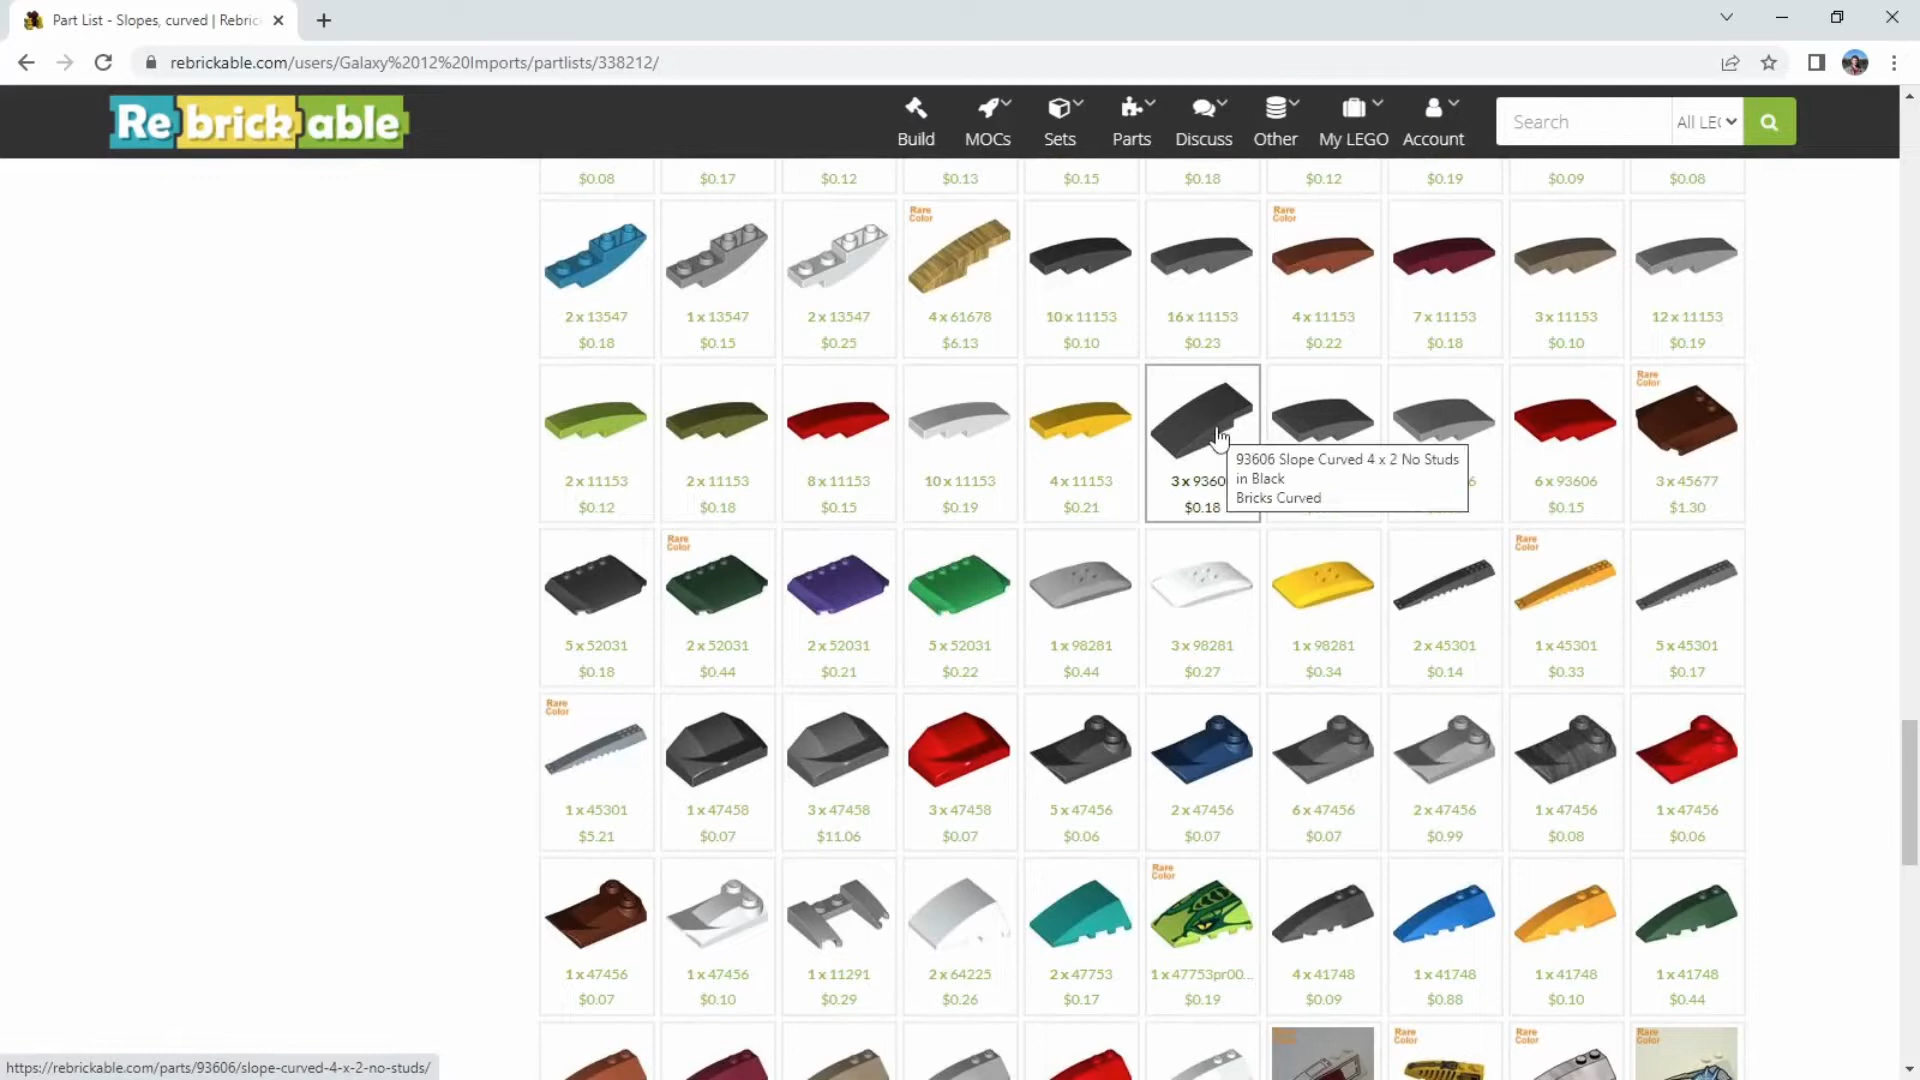 Part List - Slopes, curved | Rebric
rebrickable.com/users/Galaxy%2012%20Imports/partlists/338212/
Rebrickable
Build MOCs Sets Parts Discuss Other My LEGO Account
Search All LE
$0.08 $0.17 $0.12 $0.13 $0.15 $0.18 $0.12 $0.19 $0.09 $0.08
Rare Color Rare Color
2 x 13547 1 x 13547 2 x 13547 4 x 61678 10 x 11153 16 x 11153 4 x 11153 7 x 11153 3 x 11153 12 x 11153
$0.18 $0.15 $0.25 $6.13 $0.10 $0.23 $0.22 $0.18 $0.10 $0.19
Rare Color
2 x 11153 2 x 11153 8 x 11153 10 x 11153 4 x 11153 3 x 9360 6 6 x 93606 3 x 45677
$0.12 $0.18 $0.15 $0.19 $0.21 $0.18 $0.15 $1.30
93606 Slope Curved 4 x 2 No Studs
in Black
Bricks Curved
Rare Color Rare Color
5 x 52031 2 x 52031 2 x 52031 5 x 52031 1 x 98281 3 x 98281 1 x 98281 2 x 45301 1 x 45301 5 x 45301
$0.18 $0.44 $0.21 $0.22 $0.44 $0.27 $0.34 $0.14 $0.33 $0.17
Rare Color
1 x 45301 1 x 47458 3 x 47458 3 x 47458 5 x 47456 2 x 47456 6 x 47456 2 x 47456 1 x 47456 1 x 47456
$5.21 $0.07 $11.06 $0.07 $0.06 $0.07 $0.07 $0.99 $0.08 $0.06
Rare Color
1 x 47456 1 x 47456 1 x 11291 2 x 64225 2 x 47753 1 x 47753pr00... 4 x 41748 1 x 41748 1 x 41748 1 x 41748
$0.07 $0.10 $0.29 $0.26 $0.17 $0.19 $0.09 $0.88 $0.10 $0.44
Rare Color Rare Color Rare Color Rare Color
https://rebrickable.com/parts/93606/slope-curved-4-x-2-no-studs/